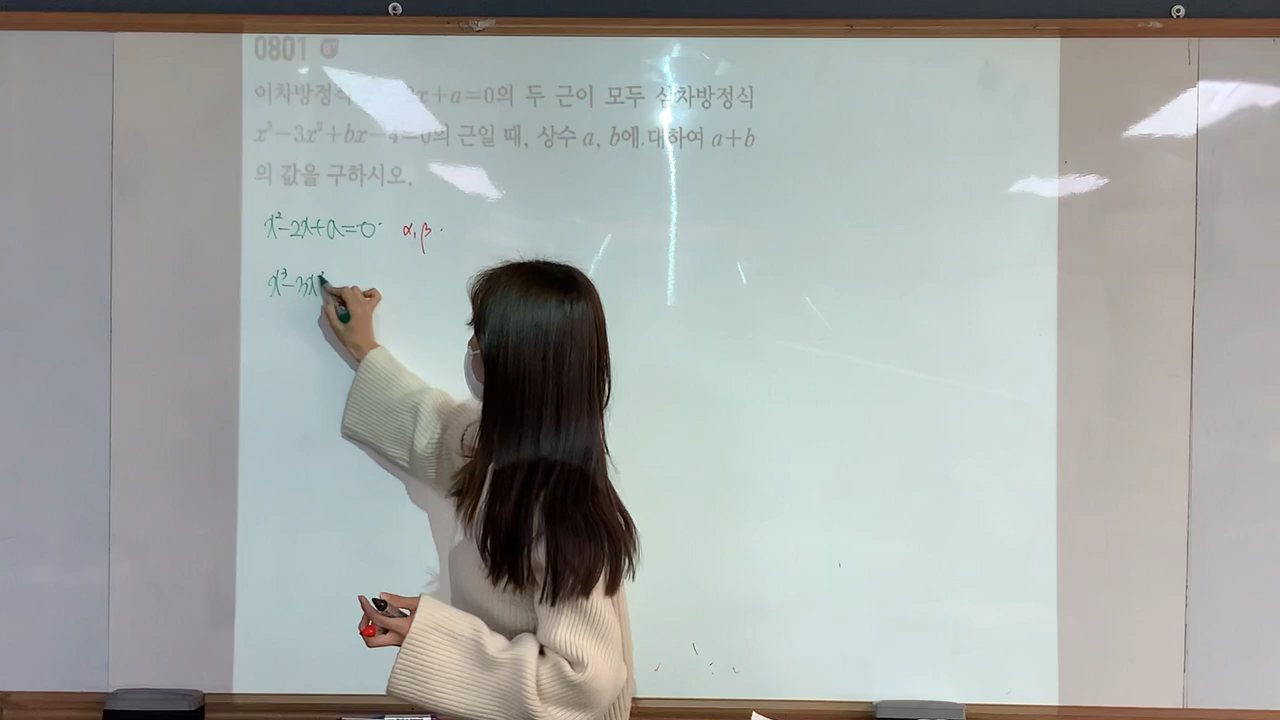 0801
이차방정식 x+a=0의 두 근이 모두 삼차방정식
x³-3x²+bx-4=0의 근일 때, 상수 a, b에 대하여 a+b
의 값을 구하시오.
x²-2x+a=0 α, β
x³-3x²